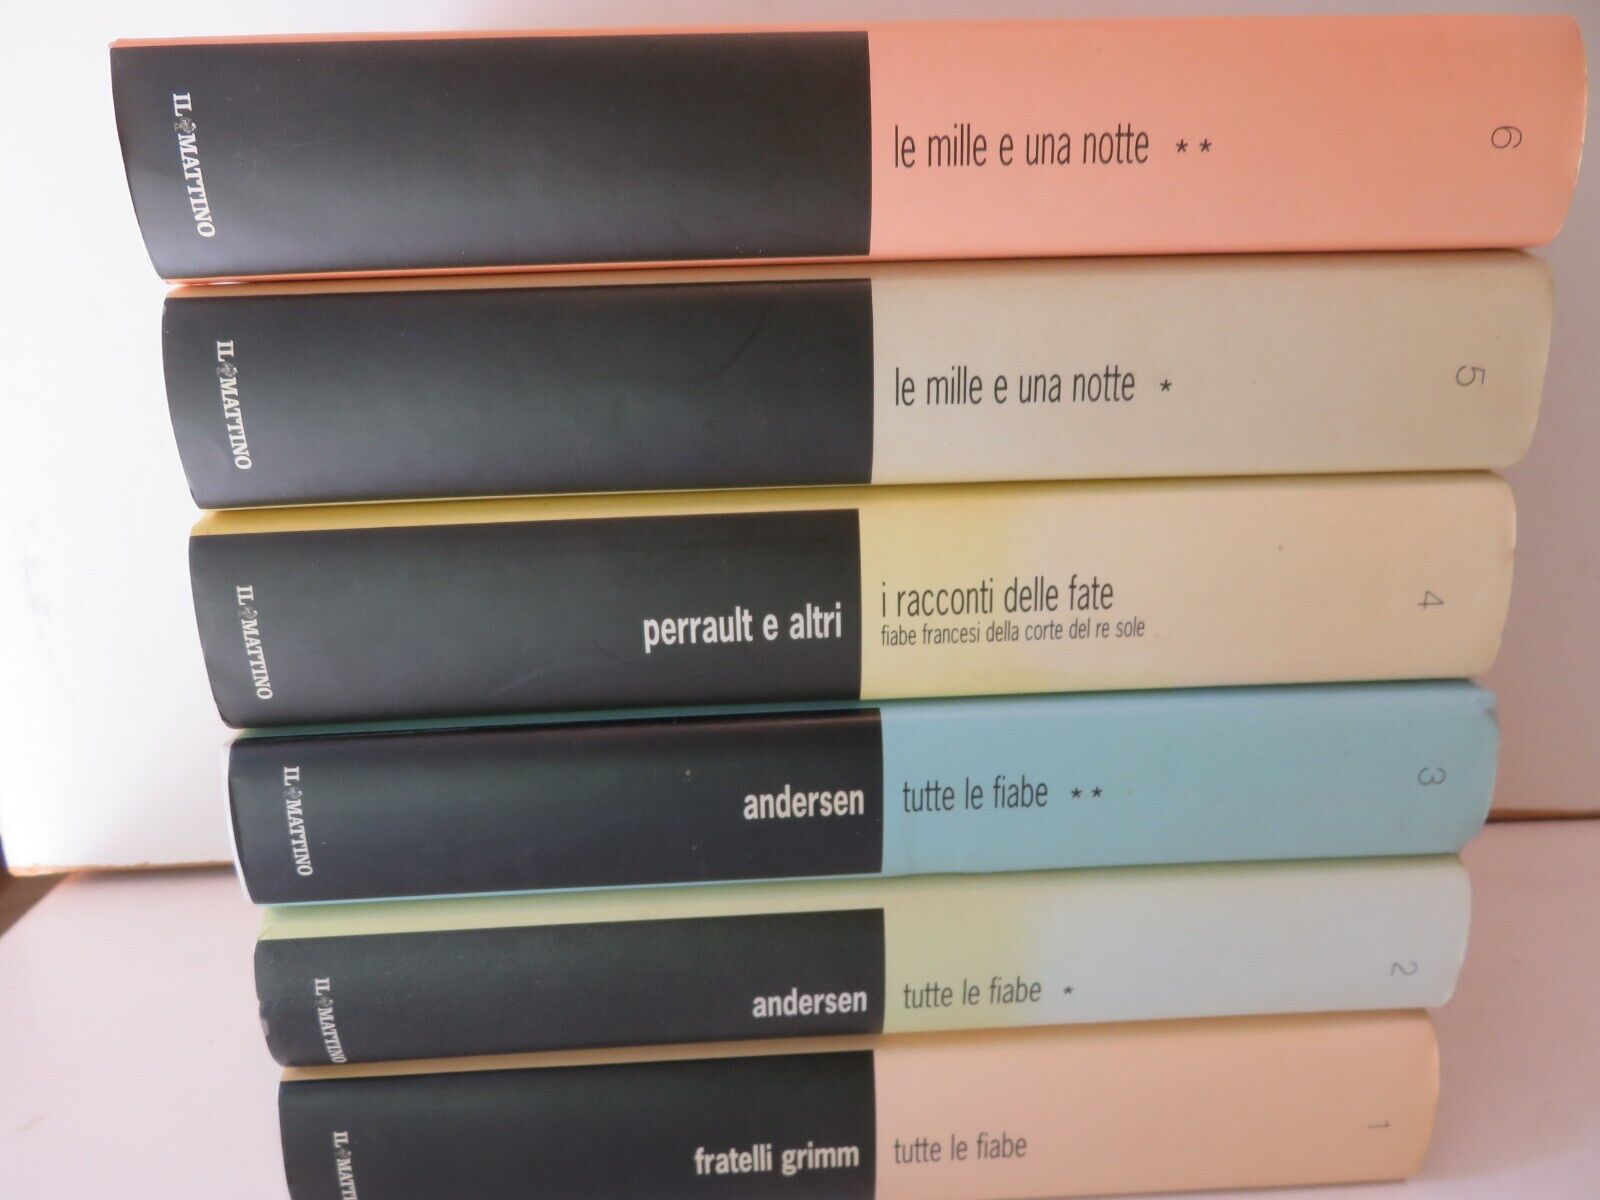 IL MATTINO
le mille e una notte **
6
IL MATTINO
le mille e una notte *
5
IL MATTINO
perrault e altri
i racconti delle fate
fiabe francesi della corte del re sole
4
IL MATTINO
andersen
tutte le fiabe **
3
IL MATTINO
andersen
tutte le fiabe *
2
IL MATT
fratelli grimm
tutte le fiabe
1